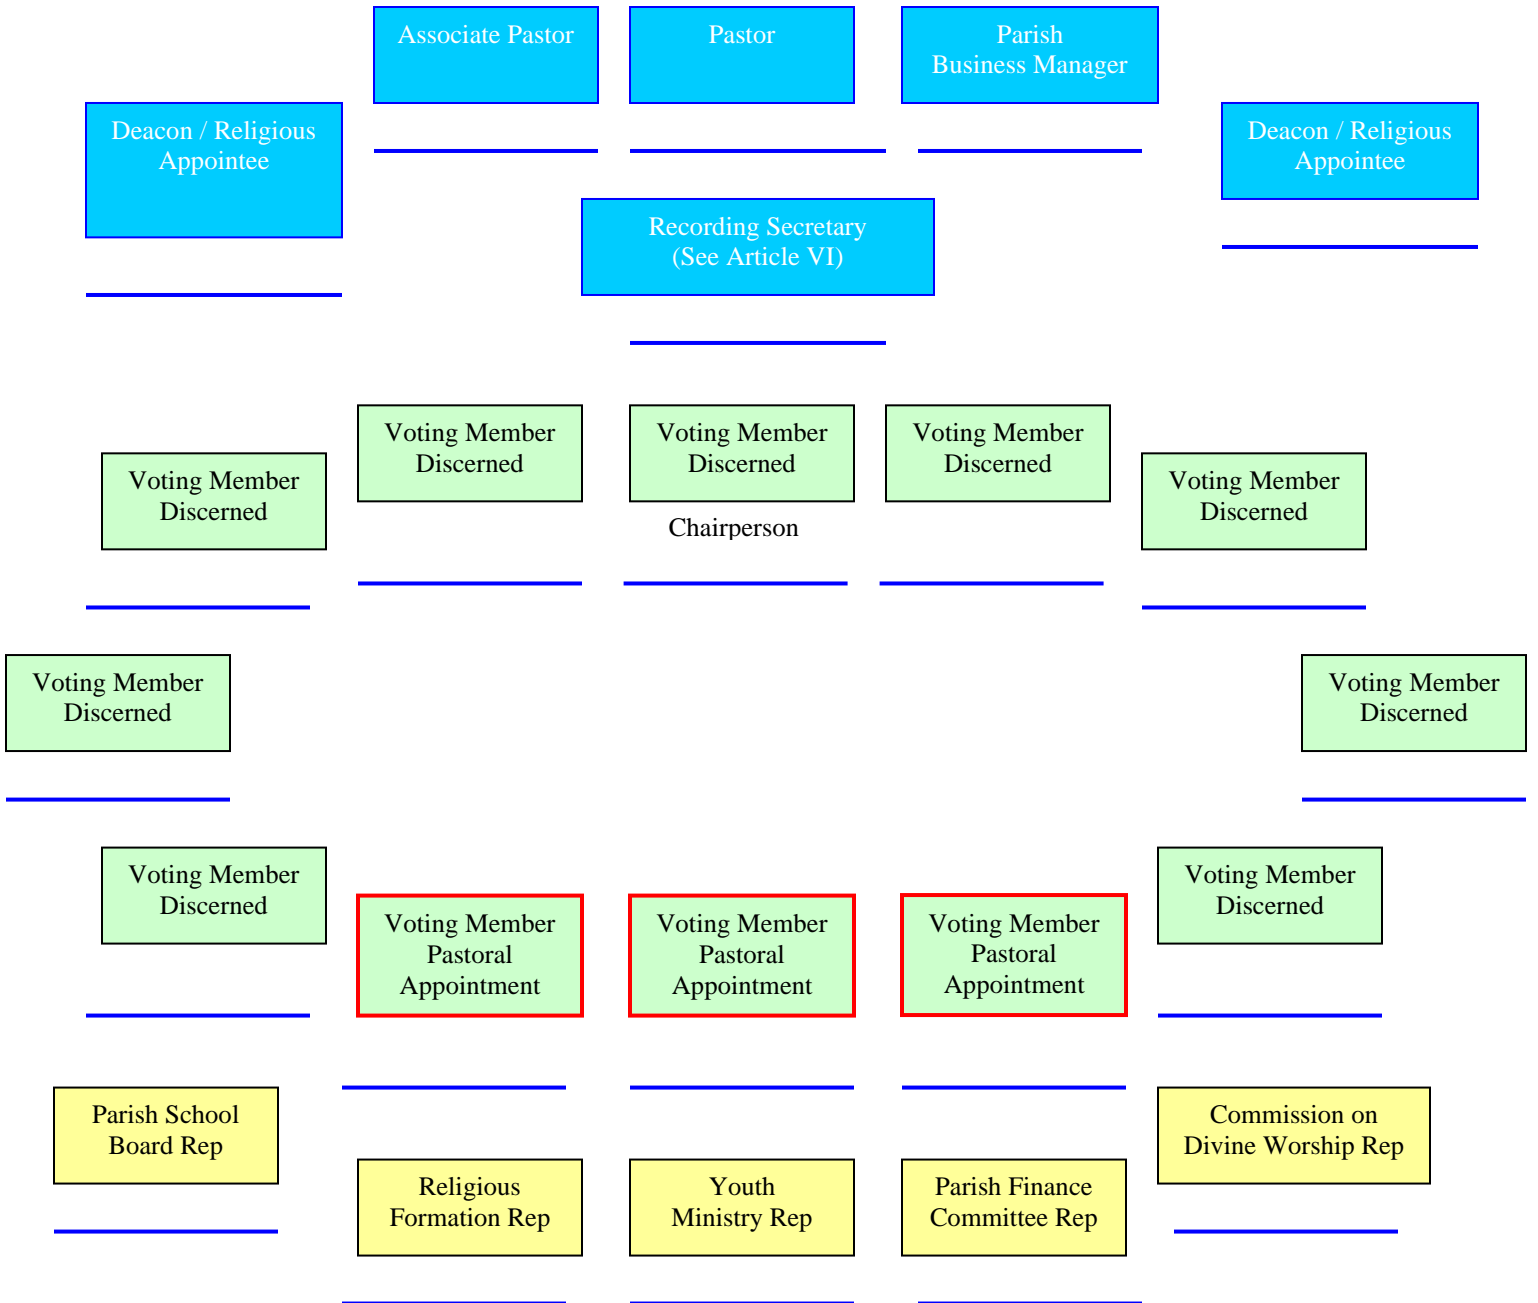 Associate Pastor
Pastor
Parish
Business Manager
Deacon / Religious
Appointee
Deacon / Religious
Appointee
Recording Secretary
(See Article VI)
Voting Member
Discerned
Voting Member
Discerned
Voting Member
Discerned
Voting Member
Discerned
Voting Member
Discerned
Chairperson
Voting Member
Discerned
Voting Member
Discerned
Voting Member
Discerned
Voting Member
Pastoral
Appointment
Voting Member
Pastoral
Appointment
Voting Member
Pastoral
Appointment
Voting Member
Discerned
Parish School
Board Rep
Religious
Formation Rep
Youth
Ministry Rep
Parish Finance
Committee Rep
Commission on
Divine Worship Rep